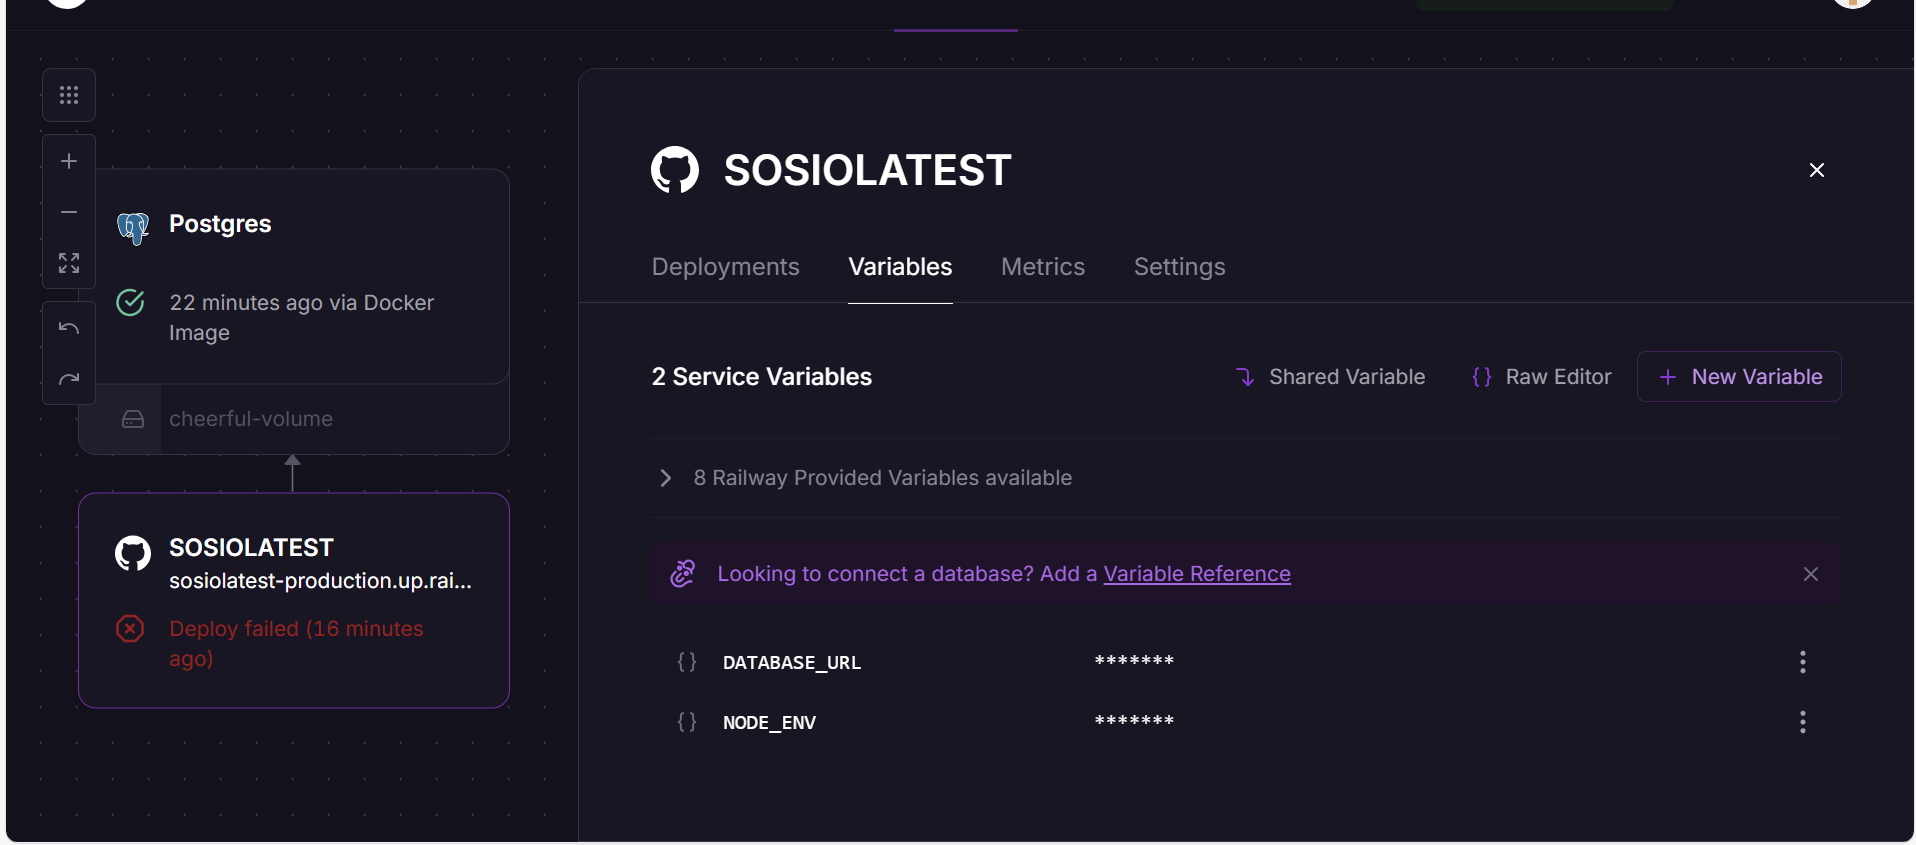 Postgres
22 minutes ago via Docker
Image
cheerful-volume
SOSIOLATEST
sosiolatest-production.up.rai...
Deploy failed (16 minutes
ago)
SOSIOLATEST
Deployments Variables Metrics Settings
2 Service Variables
Shared Variable {} Raw Editor + New Variable
8 Railway Provided Variables available
Looking to connect a database? Add a Variable Reference
{} DATABASE_URL *******
{} NODE_ENV *******